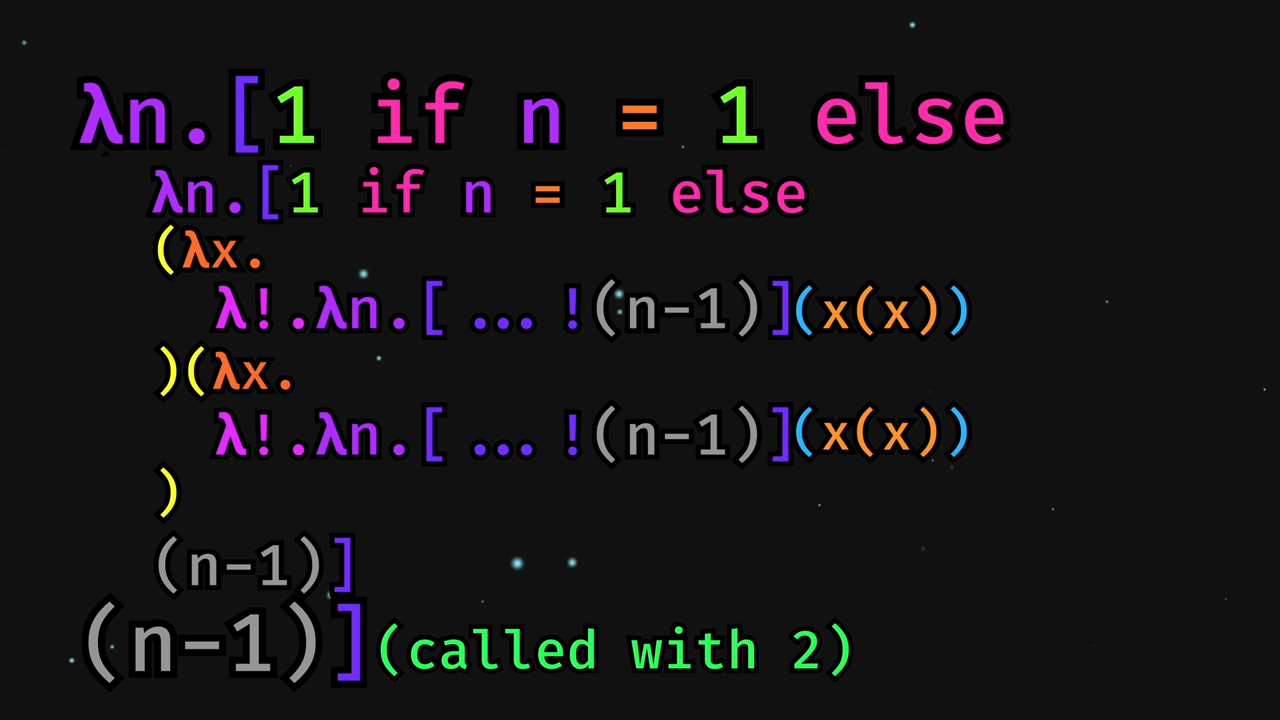 λn.[1 if n = 1 else
λn.[1 if n = 1 else
(λx.
λ!.λn.[ ... !(n-1)](x(x))
)(λx.
λ!.λn.[ ... !(n-1)](x(x))
)
(n-1)]
(n-1)](called with 2)